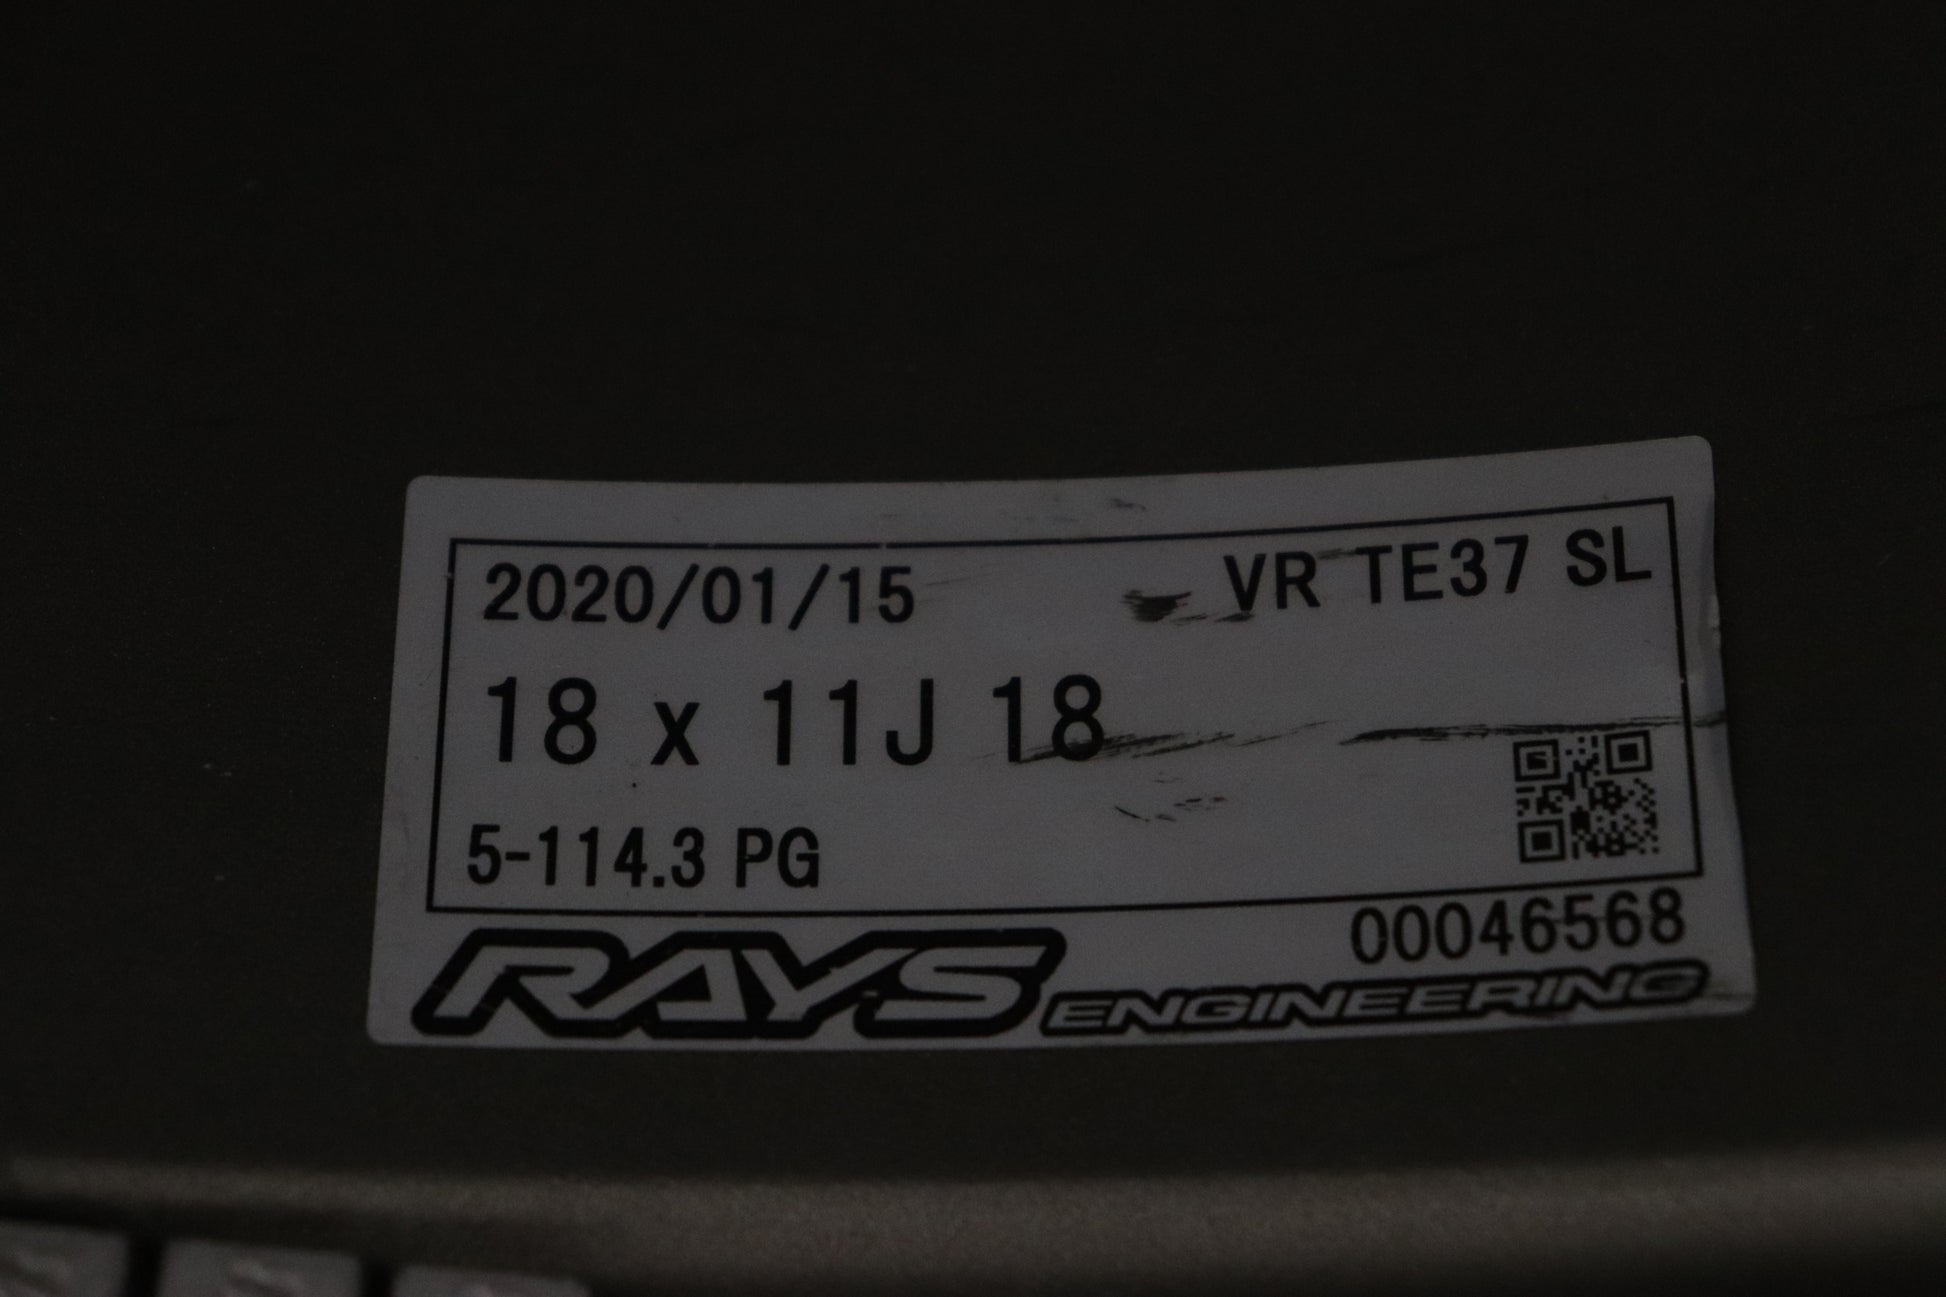 2020/01/15 VR TE37 SL
18 x 11J 18
5-114.3 PG
00046568
RAYS ENGINEERING